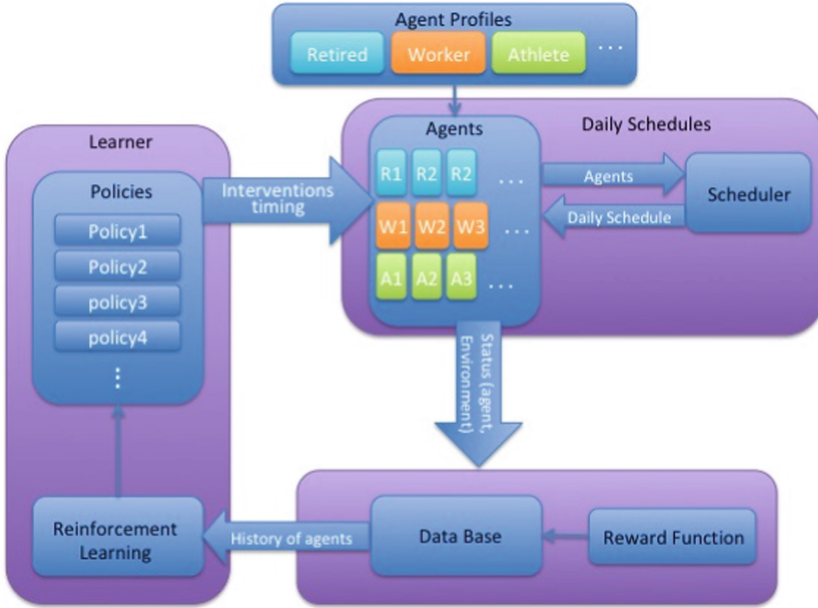 Agent Profiles
Retired Worker Athlete ...
Learner
Policies
Policy1
Policy2
policy3
policy4
⋮
Interventions
timing
Agents
R1 R2 R2 ...
W1 W2 W3 ...
A1 A2 A3 ...
Daily Schedules
Agents
Daily Schedule
Scheduler
Status (agent,
Environment)
Reinforcement
Learning
History of agents
Data Base
Reward Function